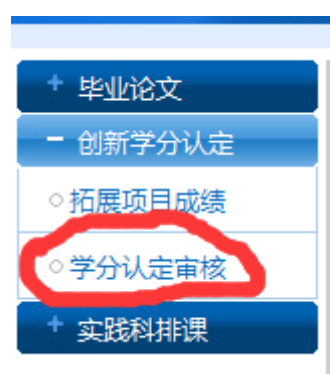 + 毕业论文
- 创新学分认定
○拓展项目成绩
○学分认定审核
+ 实践科排课